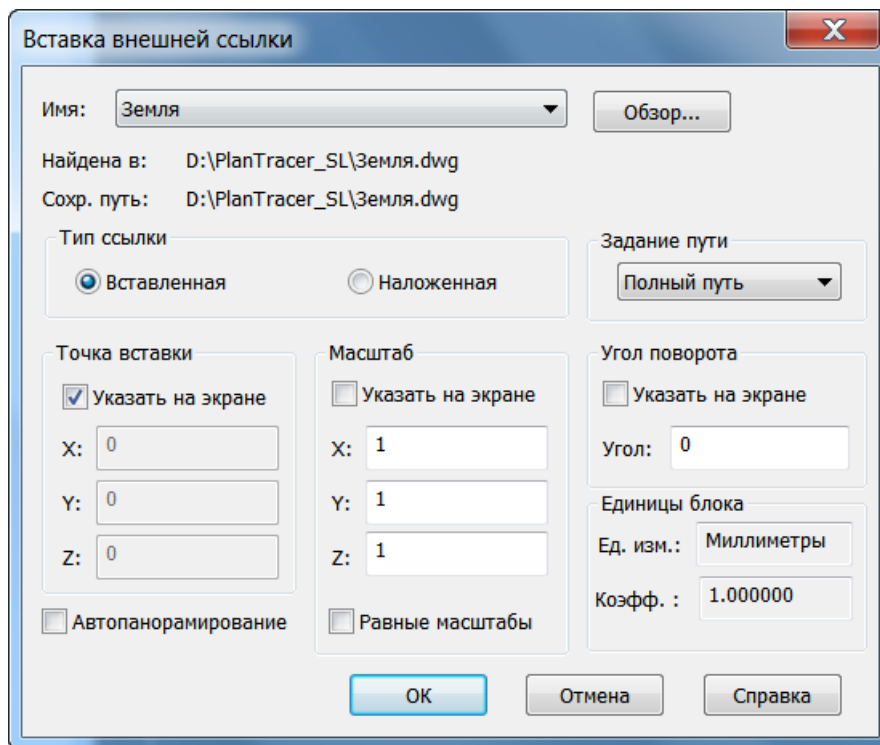 Вставка внешней ссылки
Имя: Земля Обзор...
Найдена в: D:\PlanTracer_SL\Земля.dwg
Сохр. путь: D:\PlanTracer_SL\Земля.dwg
Тип ссылки
Вставленная Наложенная
Задание пути
Полный путь
Точка вставки
Указать на экране
X: 0
Y: 0
Z: 0
Автопанорамирование
Масштаб
Указать на экране
X: 1
Y: 1
Z: 1
Равные масштабы
Угол поворота
Указать на экране
Угол: 0
Единицы блока
Ед. изм.: Миллиметры
Коэфф. : 1.000000
ОК Отмена Справка